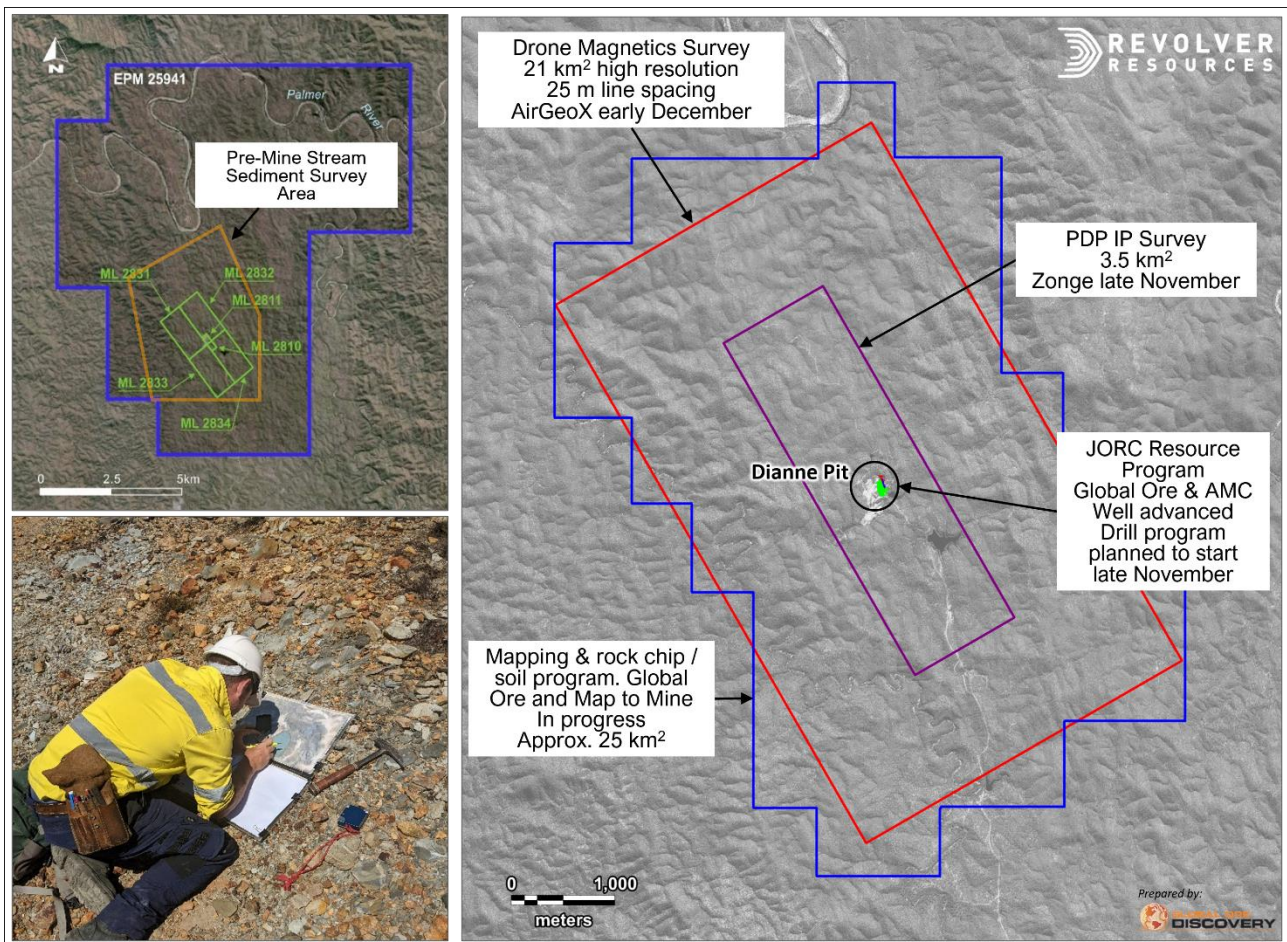 N
EPM 25941
Palmer
River
Pre-Mine Stream
Sediment Survey
Area
ML 2831
ML 2832
ML 2811
ML 2810
ML 2833
ML 2834
0 2.5 5km
Drone Magnetics Survey
21 km² high resolution
25 m line spacing
AirGeoX early December
REVOLVER
RESOURCES
PDP IP Survey
3.5 km²
Zonge late November
Dianne Pit
JORC Resource
Program
Global Ore & AMC
Well advanced
Drill program
planned to start
late November
Mapping & rock chip /
soil program. Global
Ore and Map to Mine
In progress
Approx. 25 km²
0 1,000
meters
Prepared by:
GLOBAL ORE
DISCOVERY